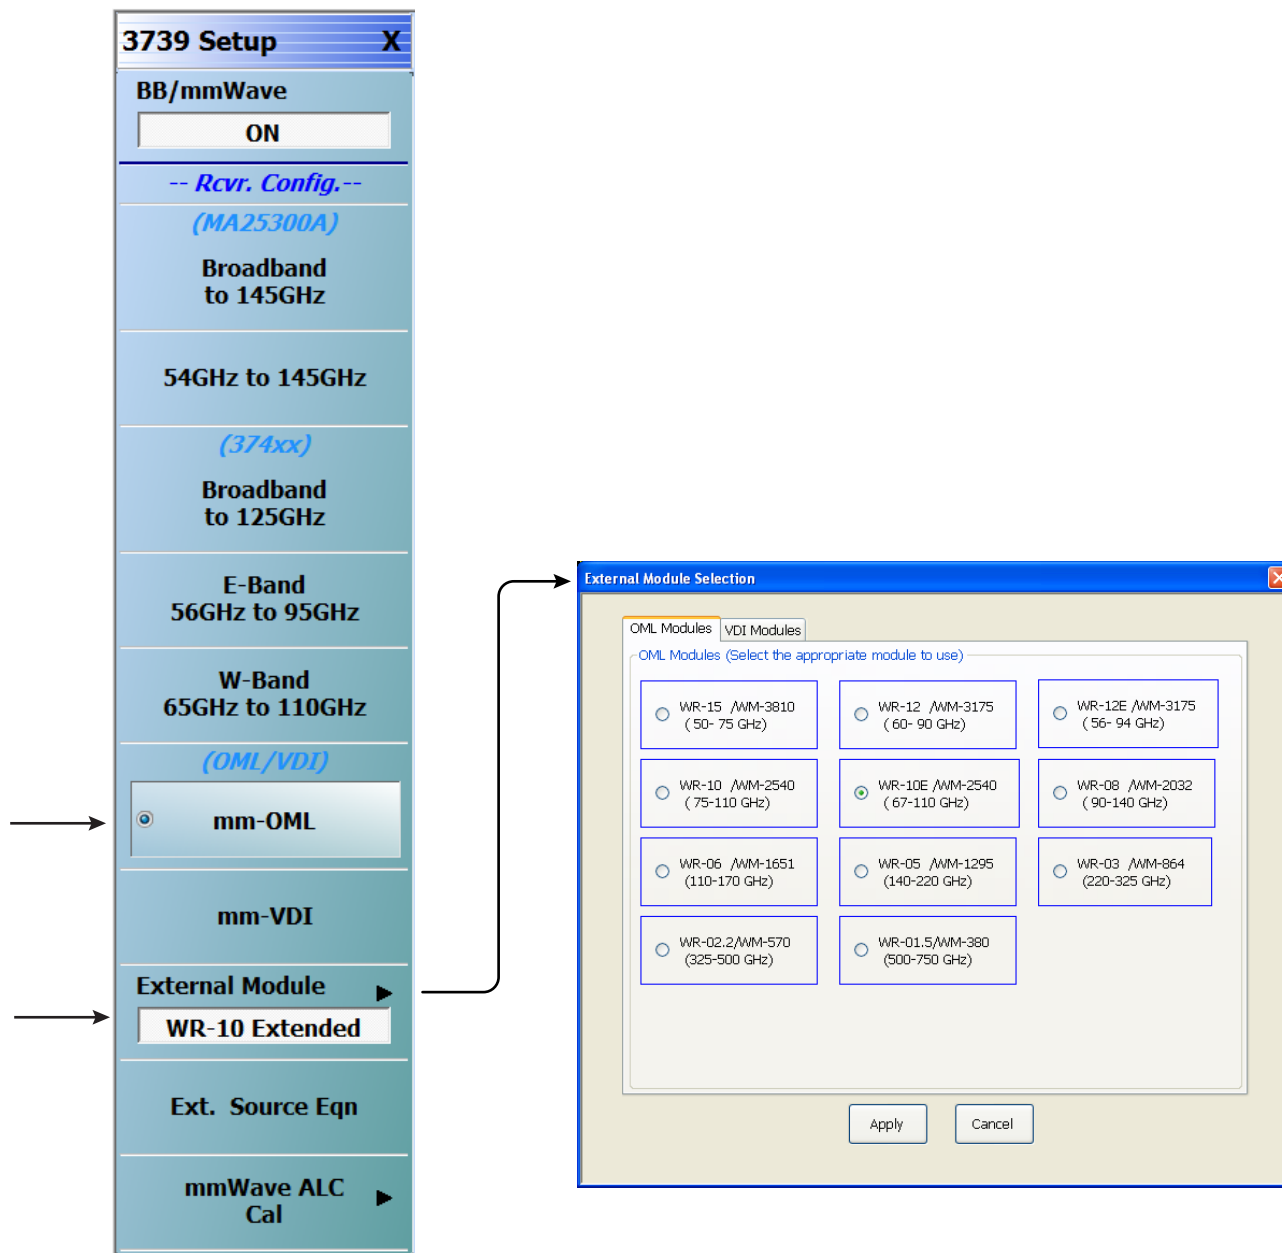 3739 Setup X
BB/mmWave
ON
-- Rcvr. Config.--
(MA25300A)
Broadband
to 145GHz
54GHz to 145GHz
(374xx)
Broadband
to 125GHz
E-Band
56GHz to 95GHz
W-Band
65GHz to 110GHz
(OML/VDI)
mm-OML
mm-VDI
External Module
WR-10 Extended
Ext. Source Eqn
mmWave ALC
Cal
External Module Selection
OML Modules VDI Modules
OML Modules (Select the appropriate module to use)
WR-15 /WM-3810
( 50- 75 GHz)
WR-12 /WM-3175
( 60- 90 GHz)
WR-12E /WM-3175
( 56- 94 GHz)
WR-10 /WM-2540
( 75-110 GHz)
WR-10E /WM-2540
( 67-110 GHz)
WR-08 /WM-2032
( 90-140 GHz)
WR-06 /WM-1651
(110-170 GHz)
WR-05 /WM-1295
(140-220 GHz)
WR-03 /WM-864
(220-325 GHz)
WR-02.2/WM-570
(325-500 GHz)
WR-01.5/WM-380
(500-750 GHz)
Apply Cancel